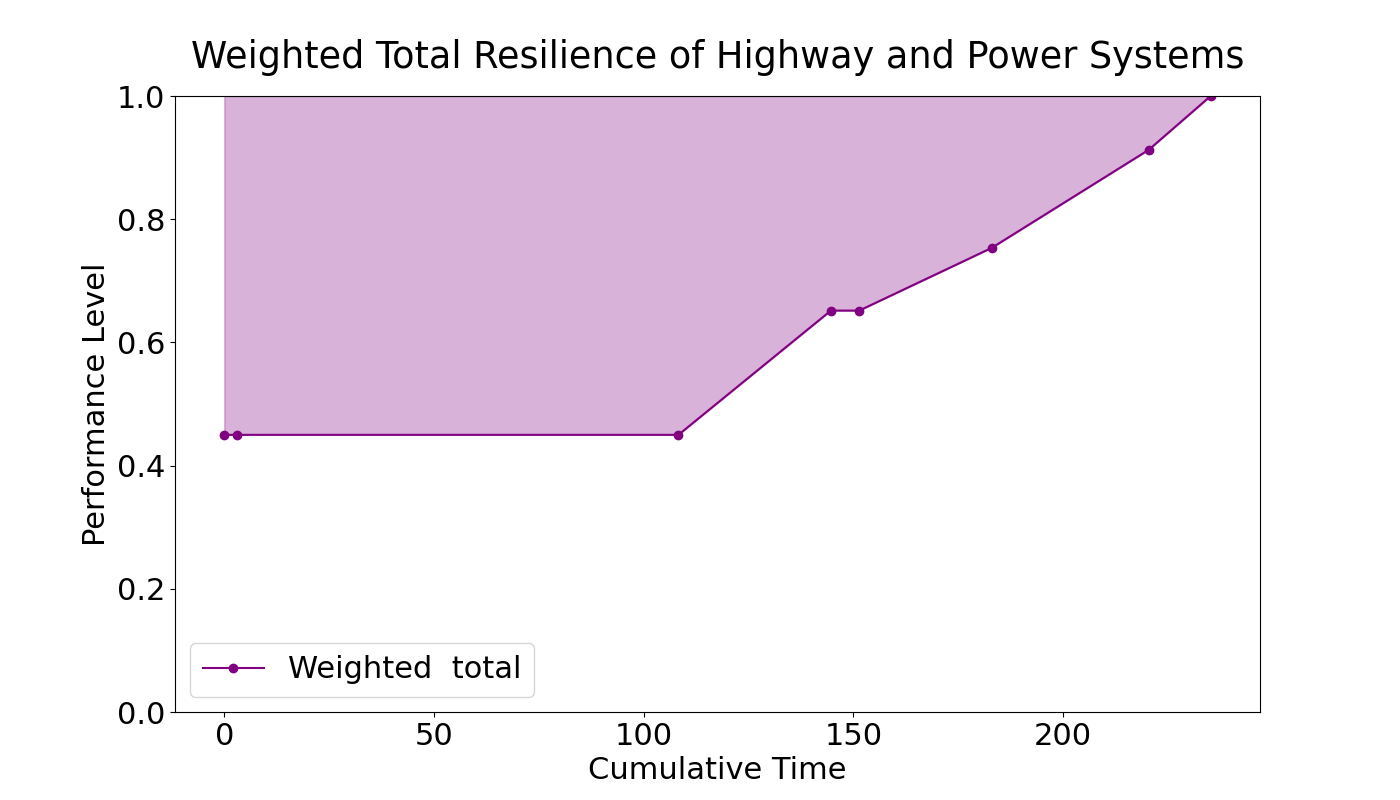 Weighted Total Resilience of Highway and Power Systems
1.0
0.8
0.6
0.4
0.2
0.0
Performance Level
Weighted  total
0 50 100 150 200
Cumulative Time